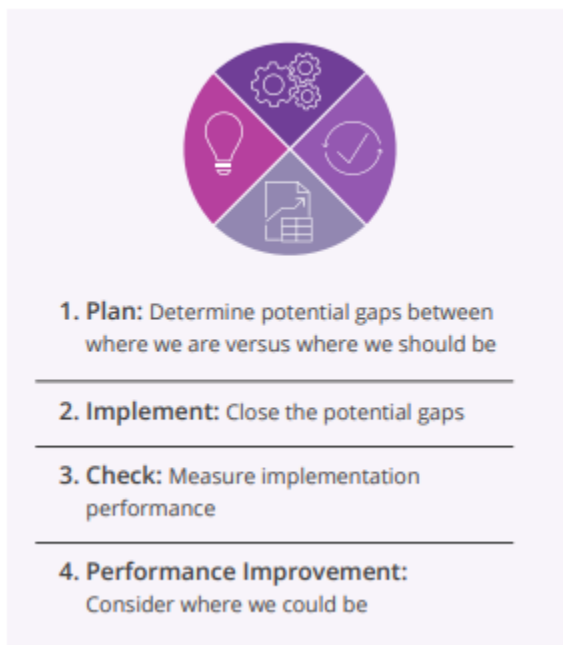 1. Plan: Determine potential gaps between
where we are versus where we should be
2. Implement: Close the potential gaps
3. Check: Measure implementation
performance
4. Performance Improvement:
Consider where we could be